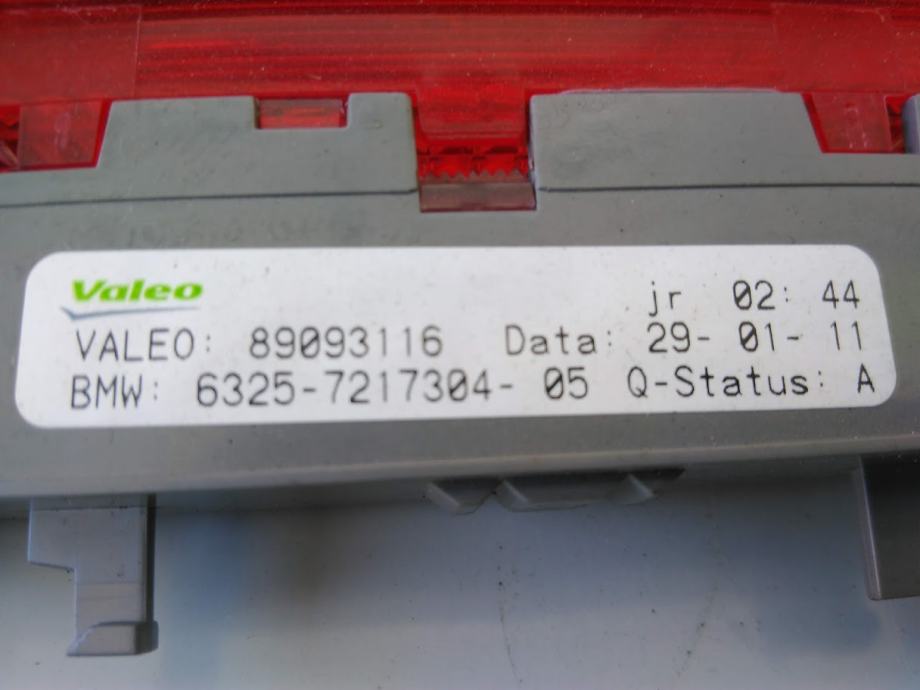 Valeo
jr 02: 44
VALEO: 89093116 Data: 29- 01- 11
BMW: 6325-7217304- 05 Q-Status: A